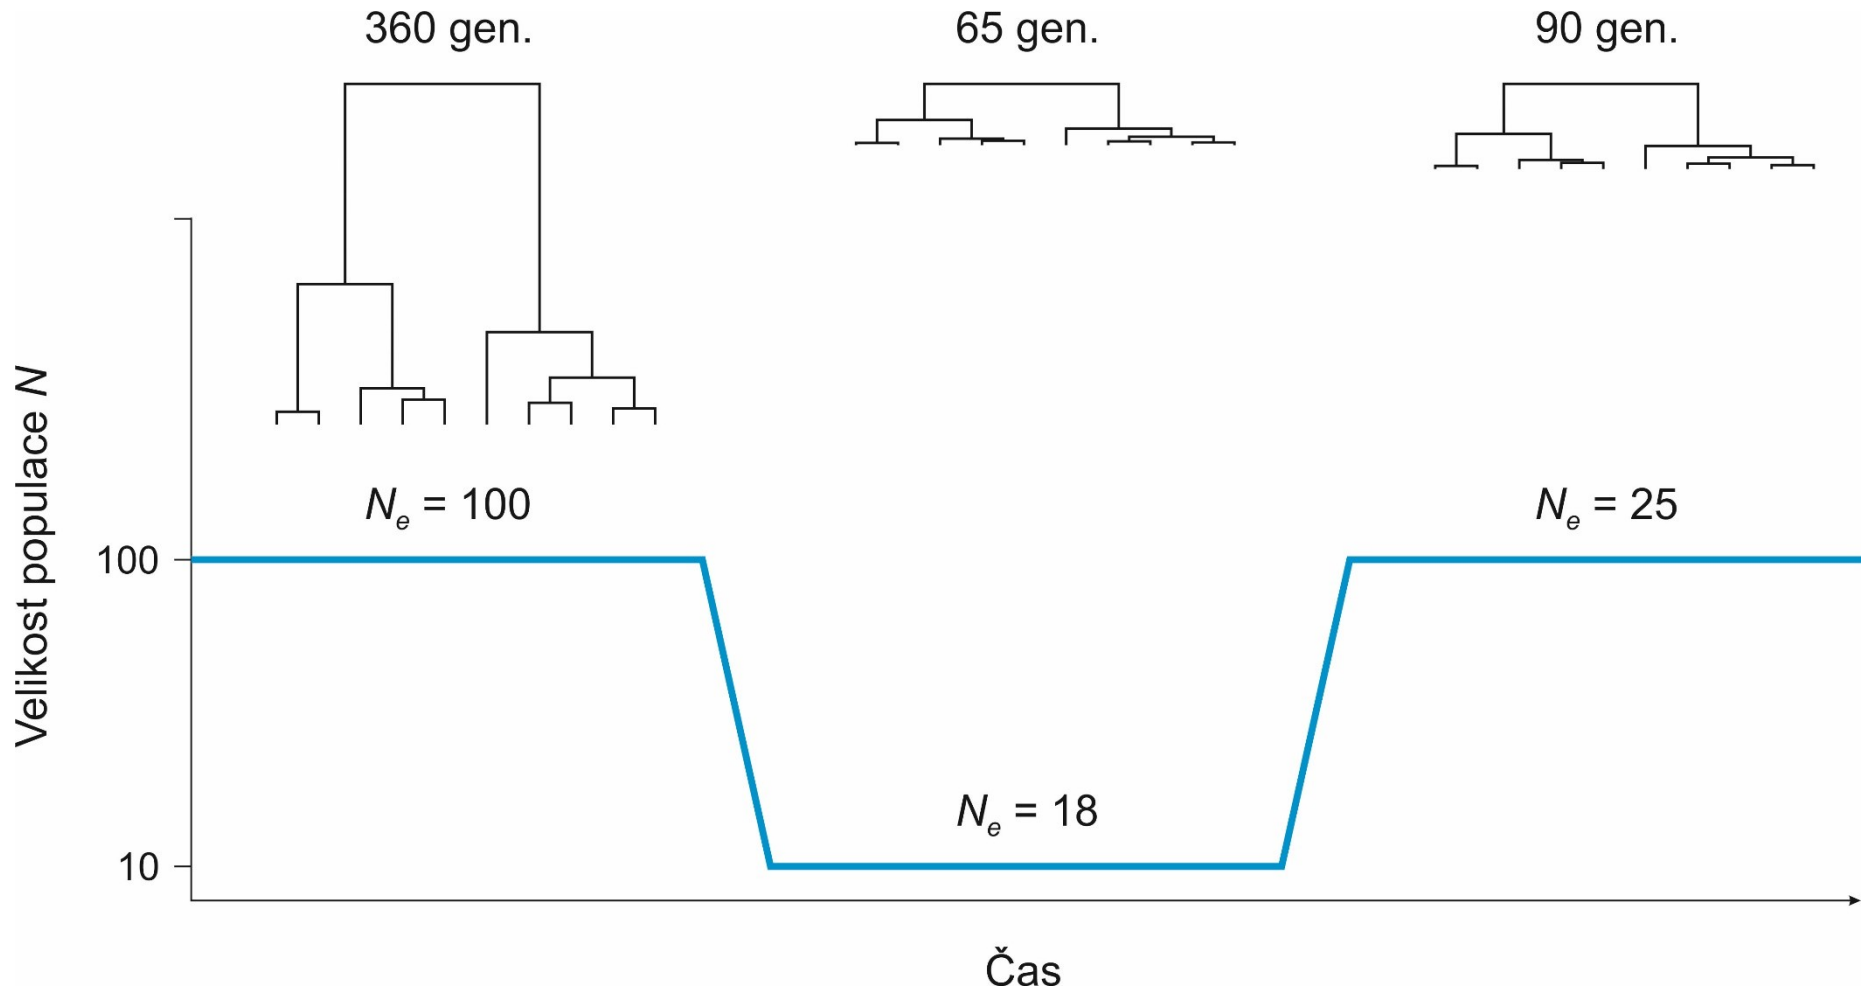 360 gen.
65 gen.
90 gen.
Velikost populace N
Ne = 100
Ne = 25
100
Ne = 18
10
Čas